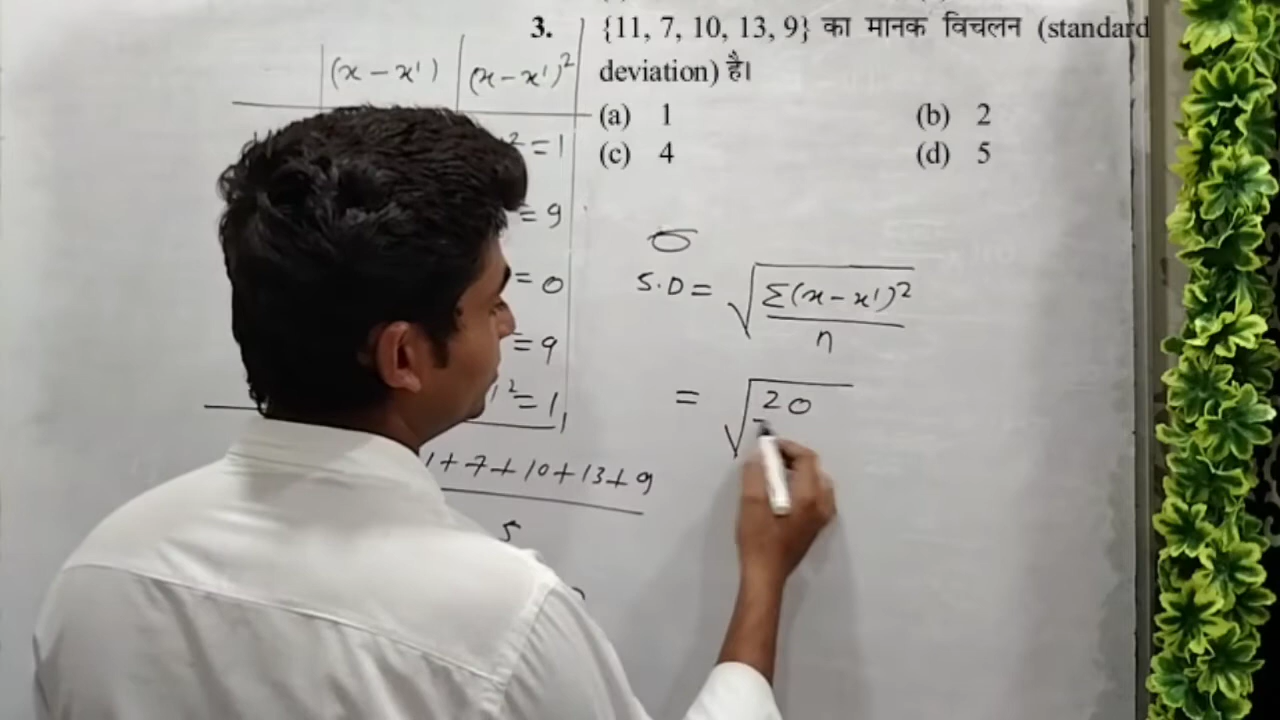 3. {11, 7, 10, 13, 9} का मानक विचलन (standard
deviation) है।
(a) 1 (b) 2
(c) 4 (d) 5
(x - x') (x - x')²
² = 1
= 9
= 0
= 9
² = 1
1 + 7 + 10 + 13 + 9
5
σ
S.D = √ Σ(x - x')²
n
= √ 20